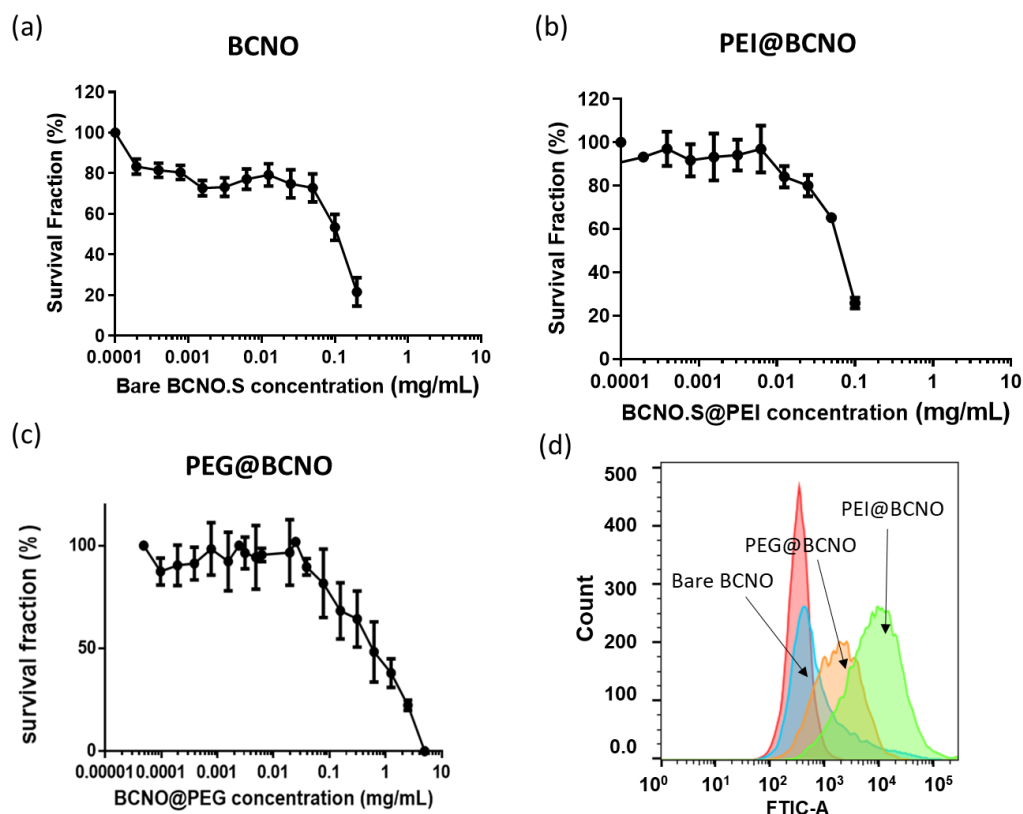 (a)
BCNO
120
100
80
60
40
20
0
0.0001
0.01
0.1
1
10
Survival Fraction (%)
Bare BCNO.S concentration (mg/mL)
(b)
PEI@BCNO
120
100
80
60
40
20
0
0.0001
0.01
0.1
1
10
Survival Fraction (%)
BCNO.S@PEI concentration (mg/mL)
(c)
PEG@BCNO
100
50
0
0.00001
0.0001
0.001
0.01
0.1
1
10
survival fraction (%)
BCNO@PEG concentration (mg/mL)
(d)
500
400
300
200
100
0.0
Count
PEI@BCNO
PEG@BCNO
Bare BCNO
10⁰
10¹
10²
10³
10⁴
10⁵
FTIC-A